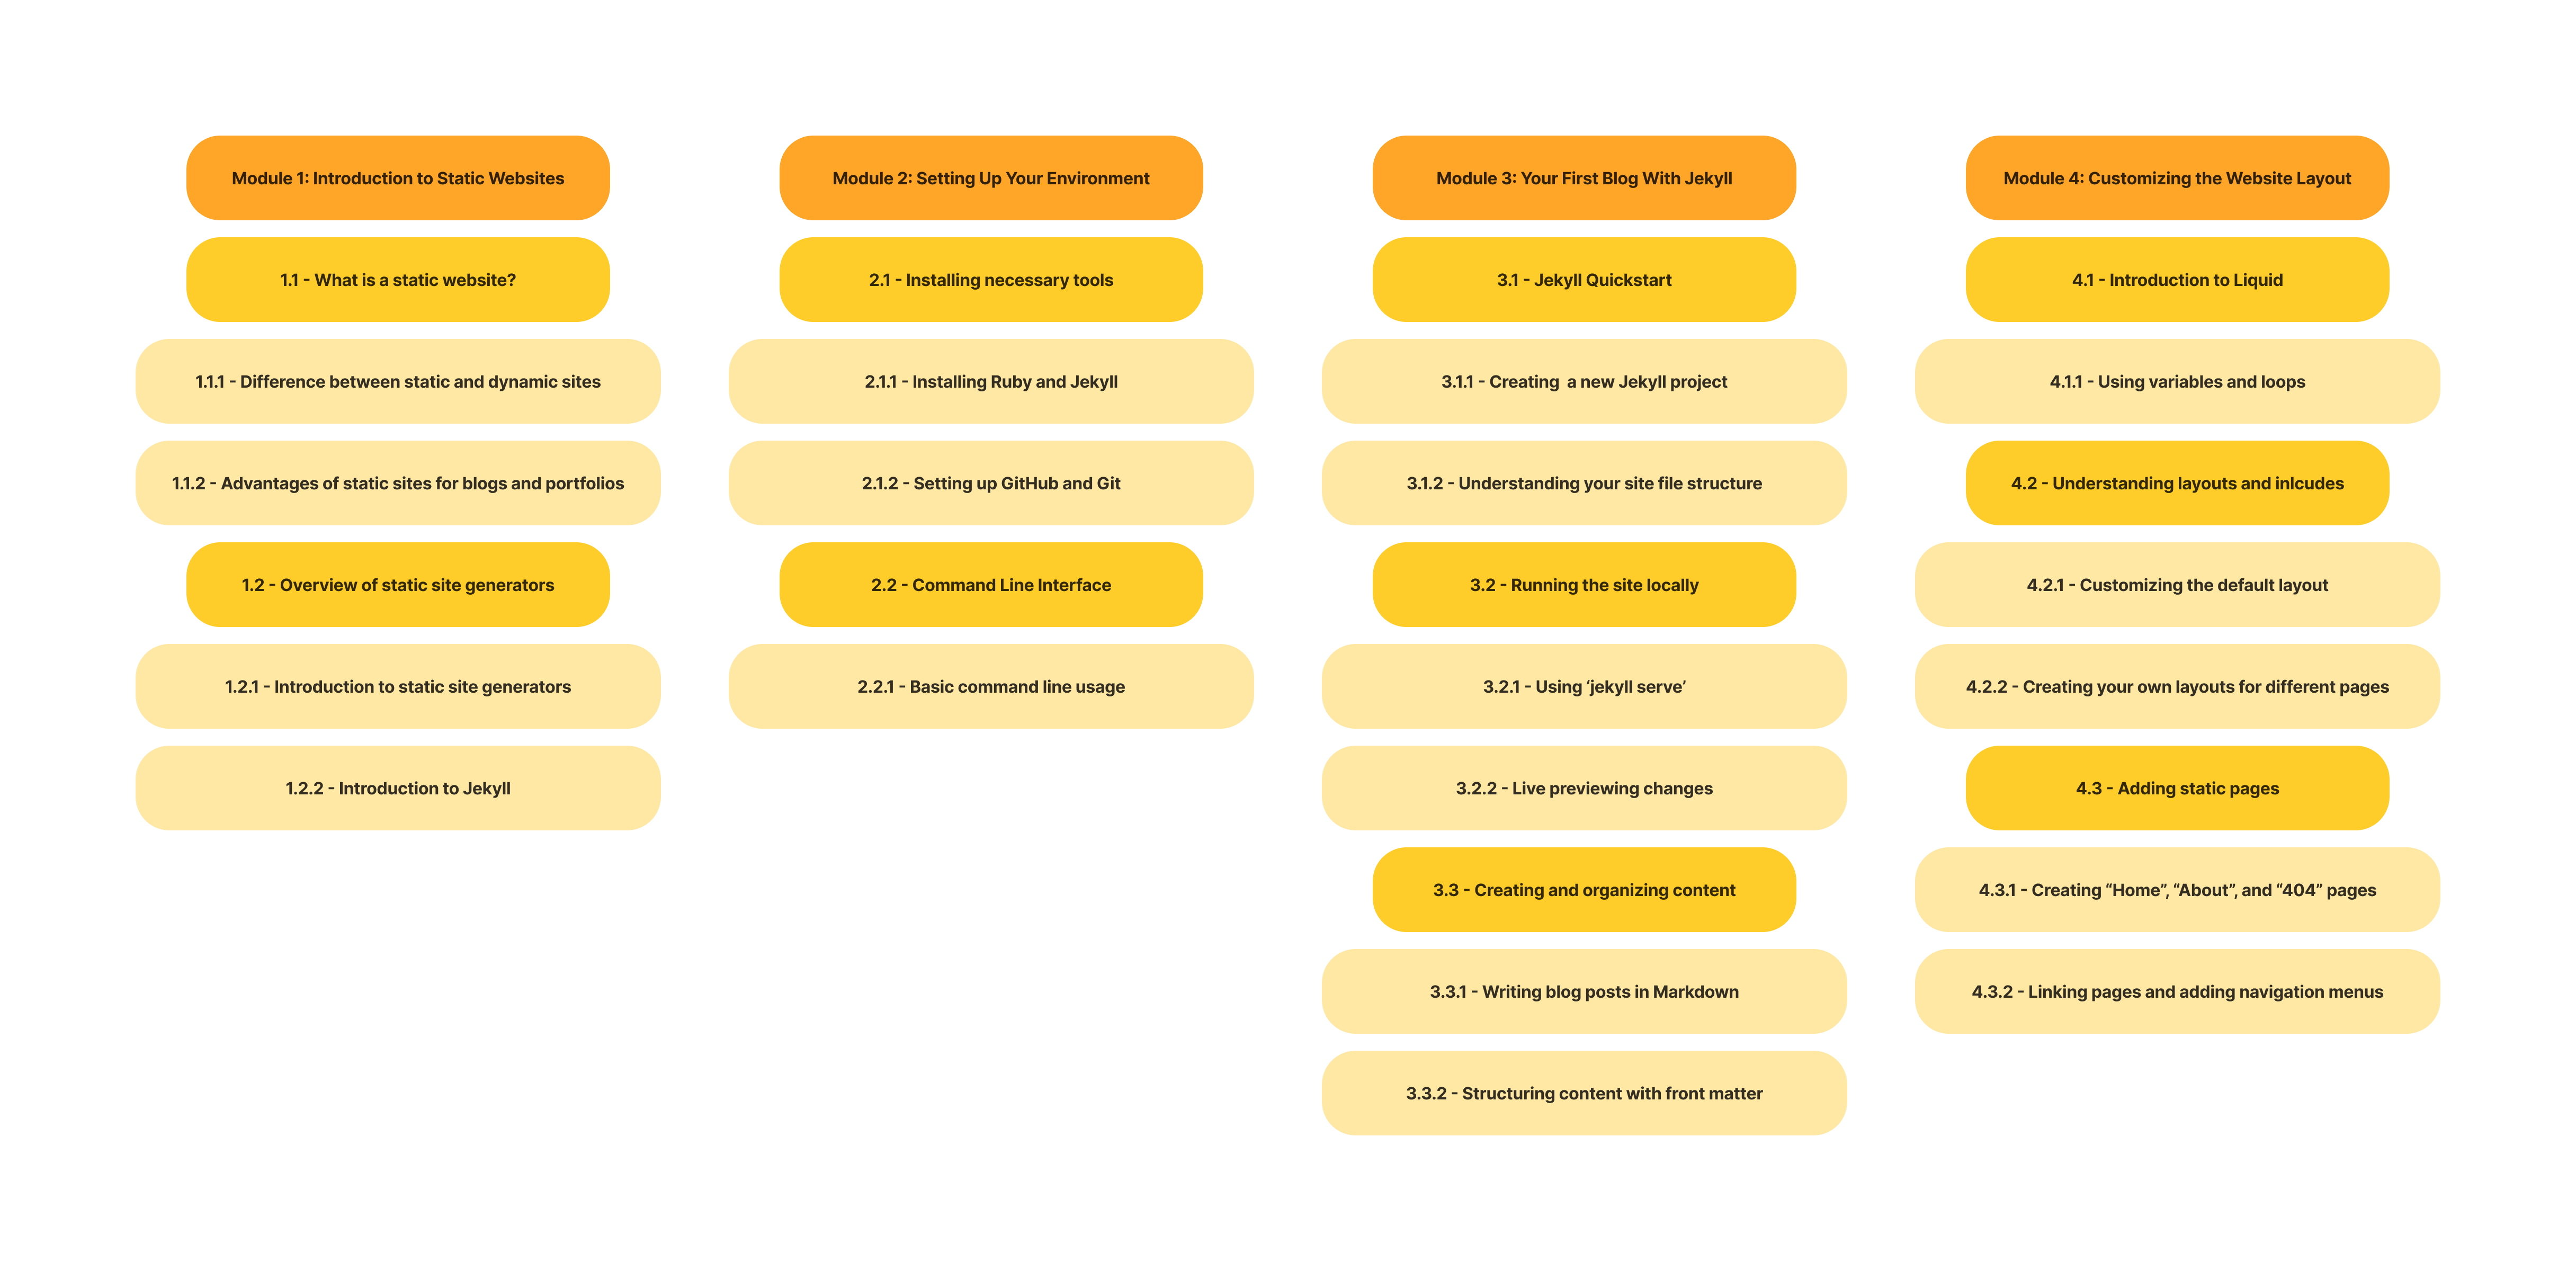 Module 1: Introduction to Static Websites
1.1 - What is a static website?
1.1.1 - Difference between static and dynamic sites
1.1.2 - Advantages of static sites for blogs and portfolios
1.2 - Overview of static site generators
1.2.1 - Introduction to static site generators
1.2.2 - Introduction to Jekyll
Module 2: Setting Up Your Environment
2.1 - Installing necessary tools
2.1.1 - Installing Ruby and Jekyll
2.1.2 - Setting up GitHub and Git
2.2 - Command Line Interface
2.2.1 - Basic command line usage
Module 3: Your First Blog With Jekyll
3.1 - Jekyll Quickstart
3.1.1 - Creating  a new Jekyll project
3.1.2 - Understanding your site file structure
3.2 - Running the site locally
3.2.1 - Using ‘jekyll serve’
3.2.2 - Live previewing changes
3.3 - Creating and organizing content
3.3.1 - Writing blog posts in Markdown
3.3.2 - Structuring content with front matter
Module 4: Customizing the Website Layout
4.1 - Introduction to Liquid
4.1.1 - Using variables and loops
4.2 - Understanding layouts and inlcudes
4.2.1 - Customizing the default layout
4.2.2 - Creating your own layouts for different pages
4.3 - Adding static pages
4.3.1 - Creating “Home”, “About”, and “404” pages
4.3.2 - Linking pages and adding navigation menus